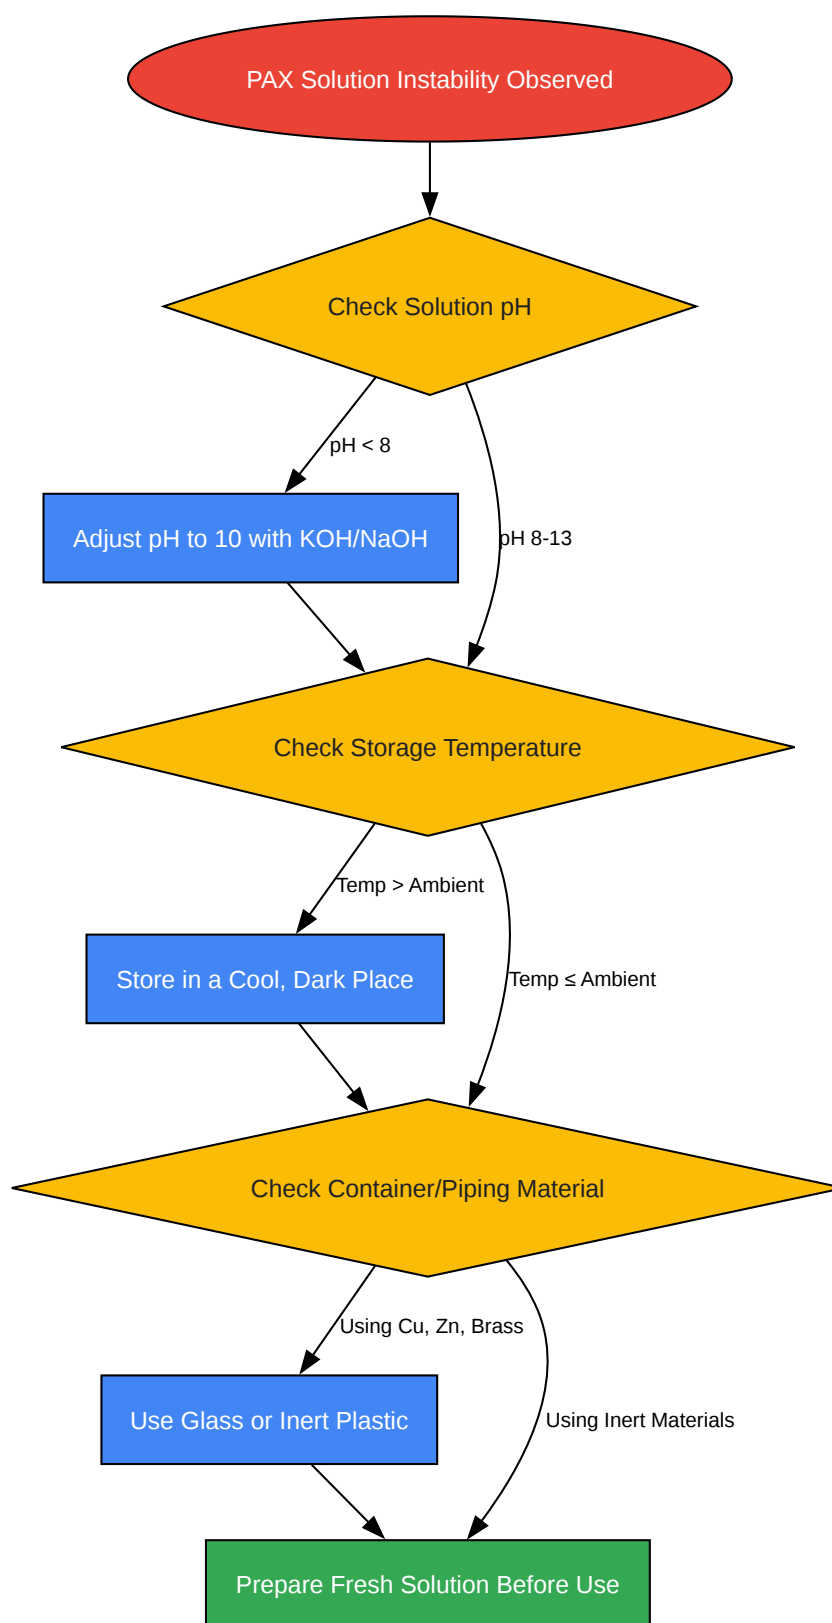 PAX Solution Instability Observed
Check Solution pH
pH < 8
Adjust pH to 10 with KOH/NaOH
pH 8-13
Check Storage Temperature
Temp > Ambient
Store in a Cool, Dark Place
Temp ≤ Ambient
Check Container/Piping Material
Using Cu, Zn, Brass
Use Glass or Inert Plastic
Using Inert Materials
Prepare Fresh Solution Before Use